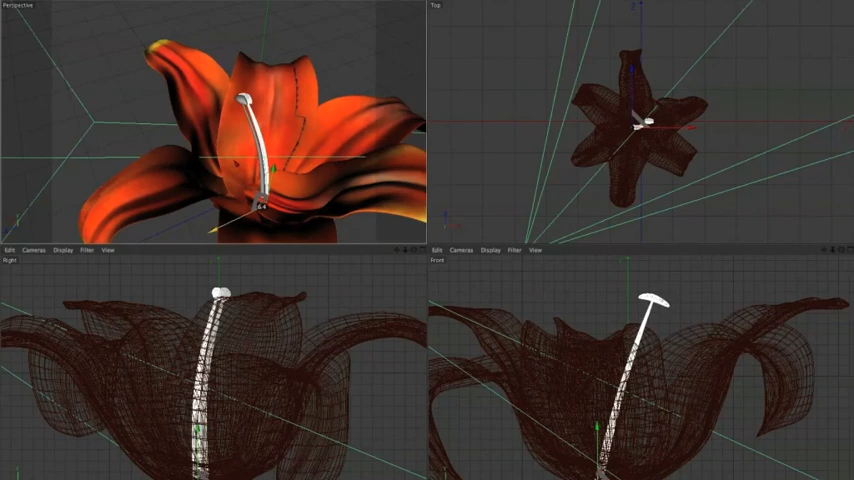 Perspective
Top
Edit Cameras Display Filter View
Edit Cameras Display Filter View
Right
Front